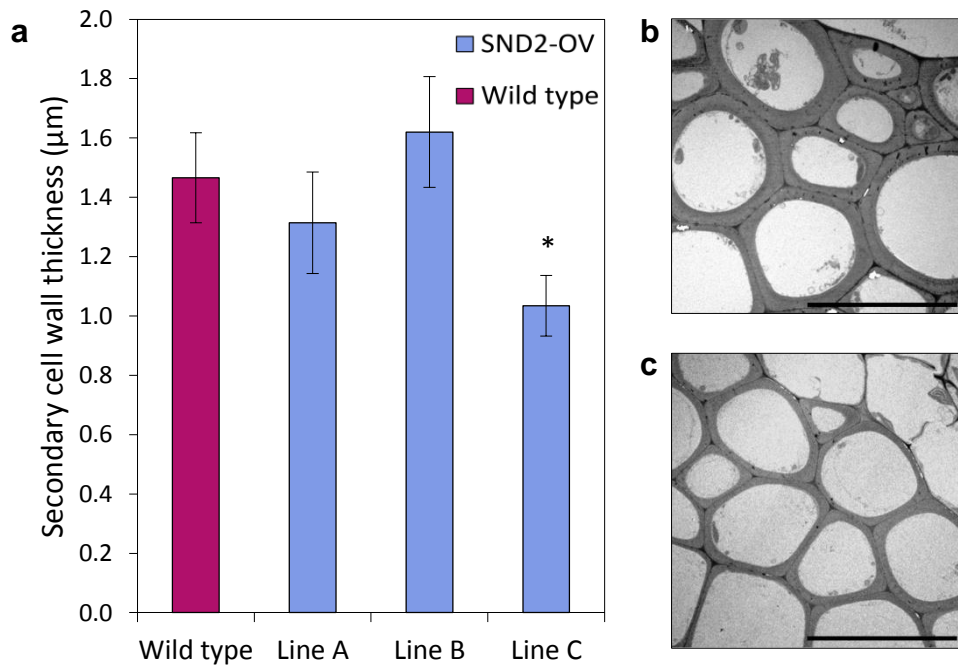 a
Secondary cell wall thickness (μm)
2.0
1.8
1.6
1.4
1.2
1.0
0.8
0.6
0.4
0.2
0.0
SND2-OV
Wild type
*
Wild type Line A Line B Line C
b
c